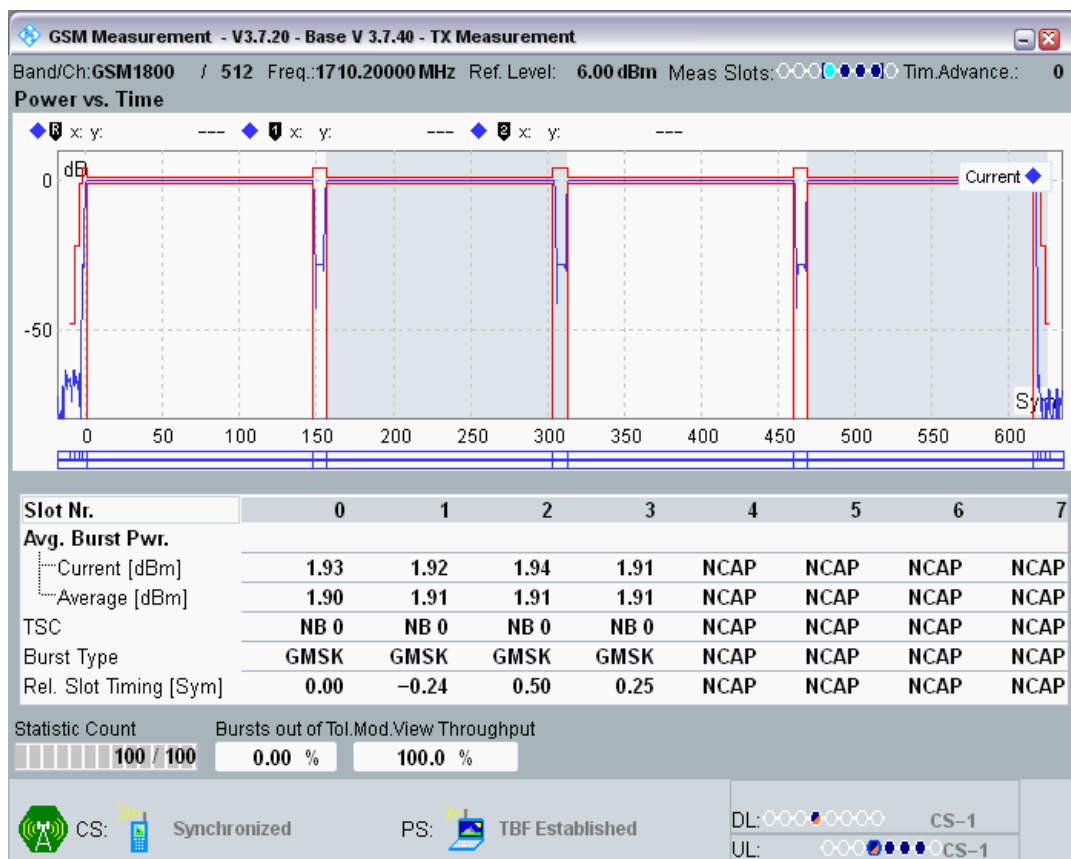 GSM Measurement - V3.7.20 - Base V 3.7.40 - TX Measurement
Band/Ch:GSM1800 / 512 Freq.:1710.20000 MHz Ref. Level: 6.00 dBm Meas Slots: Tim.Advance.: 0
Power vs. Time
R x: y: --- 1 x: y: --- 2 x: y: ---
dB
Current
0
-50
Sym
0 50 100 150 200 250 300 350 400 450 500 550 600
Slot Nr. 0 1 2 3 4 5 6 7
Avg. Burst Pwr.
Current [dBm] 1.93 1.92 1.94 1.91 NCAP NCAP NCAP NCAP
Average [dBm] 1.90 1.91 1.91 1.91 NCAP NCAP NCAP NCAP
TSC NB 0 NB 0 NB 0 NB 0 NCAP NCAP NCAP NCAP
Burst Type GMSK GMSK GMSK GMSK NCAP NCAP NCAP NCAP
Rel. Slot Timing [Sym] 0.00 −0.24 0.50 0.25 NCAP NCAP NCAP NCAP
Statistic Count Bursts out of Tol.Mod.View Throughput
100 / 100 0.00 % 100.0 %
CS: Synchronized PS: TBF Established
DL: CS−1
UL: CS−1